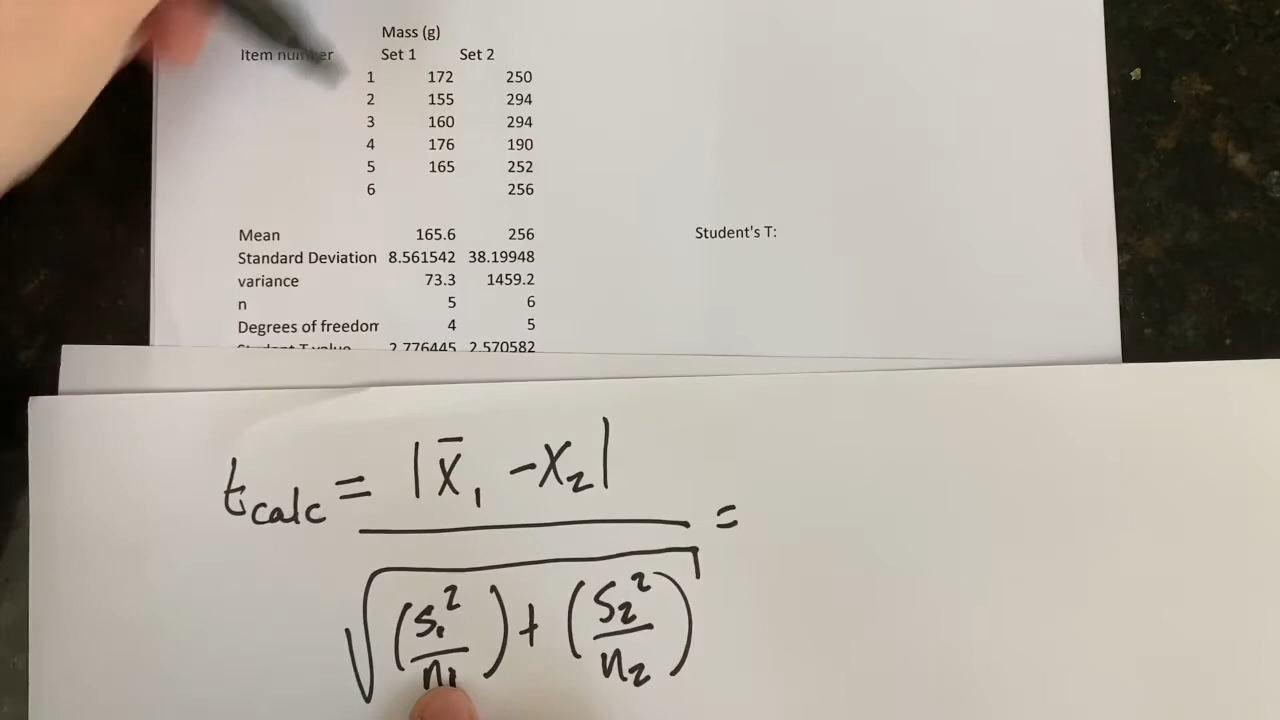 Mass (g)
Item number Set 1 Set 2
1 172 250
2 155 294
3 160 294
4 176 190
5 165 252
6 256
Mean 165.6 256
Student's T:
Standard Deviation 8.561542 38.19948
variance 73.3 1459.2
n 5 6
Degrees of freedom 4 5
Student T value 2.776445 2.570582
t calc = |x̄₁ - x₂| =
√(s₁²/n₁) + (s₂²/n₂)